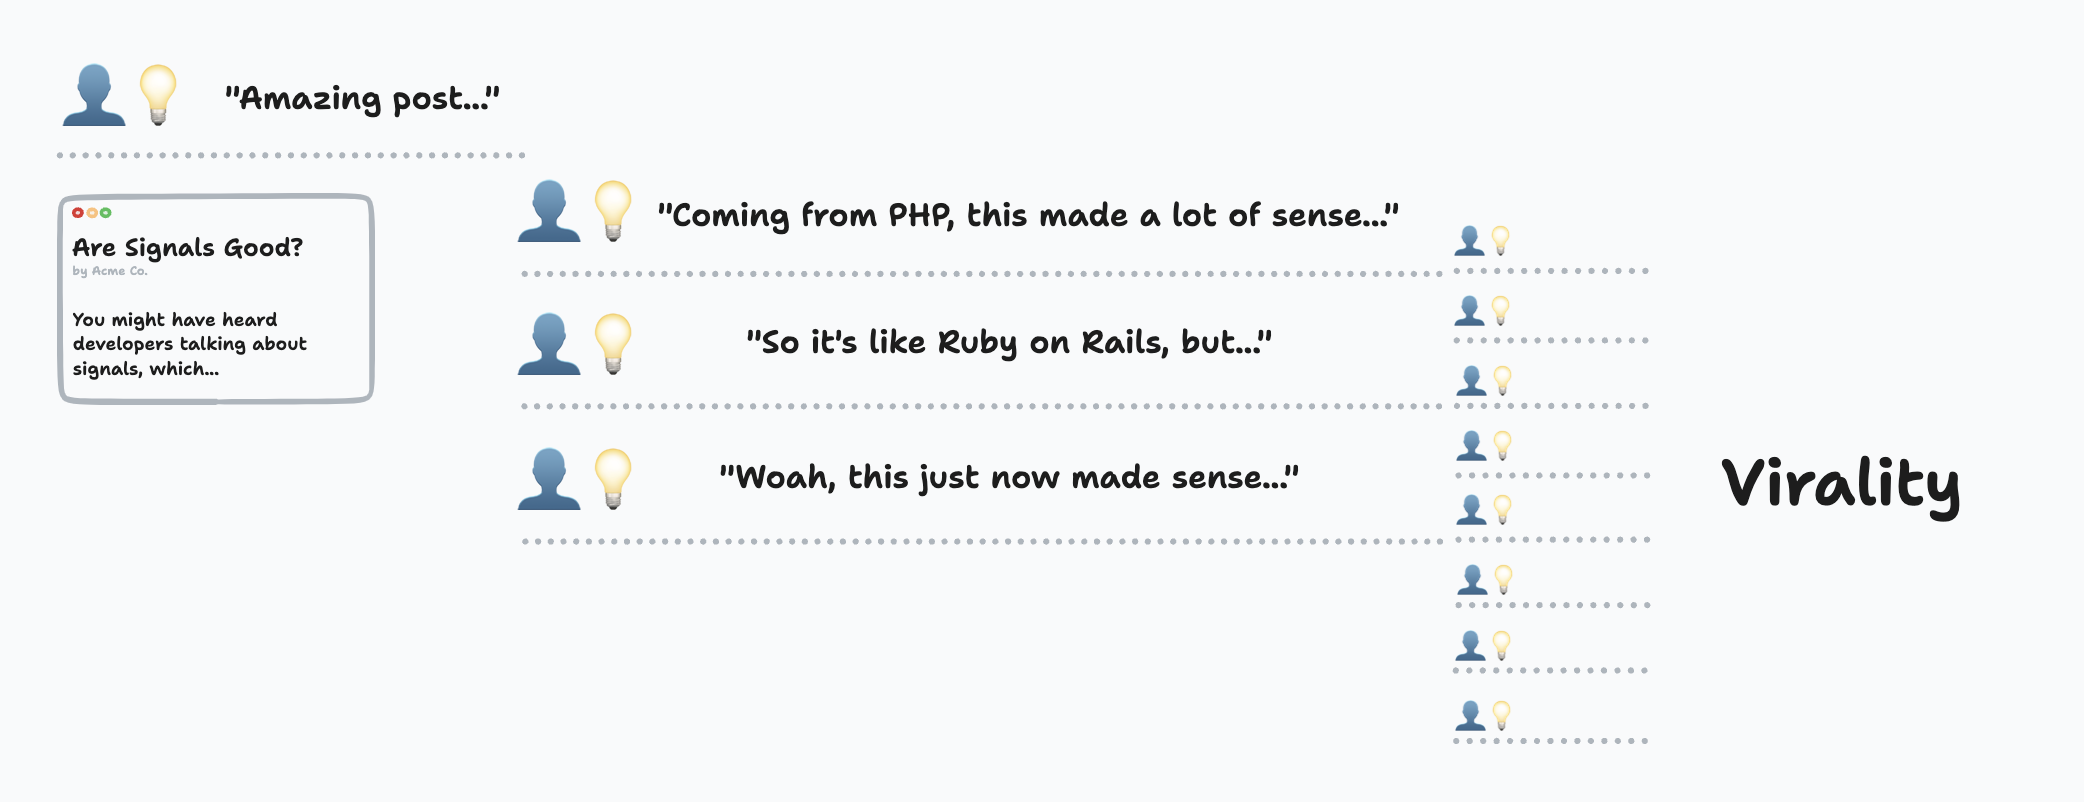 "Amazing post..."
Are Signals Good?
by Acme Co.
You might have heard
developers talking about
signals, which...
"Coming from PHP, this made a lot of sense..."
"So it's like Ruby on Rails, but..."
"Woah, this just now made sense..."
Virality